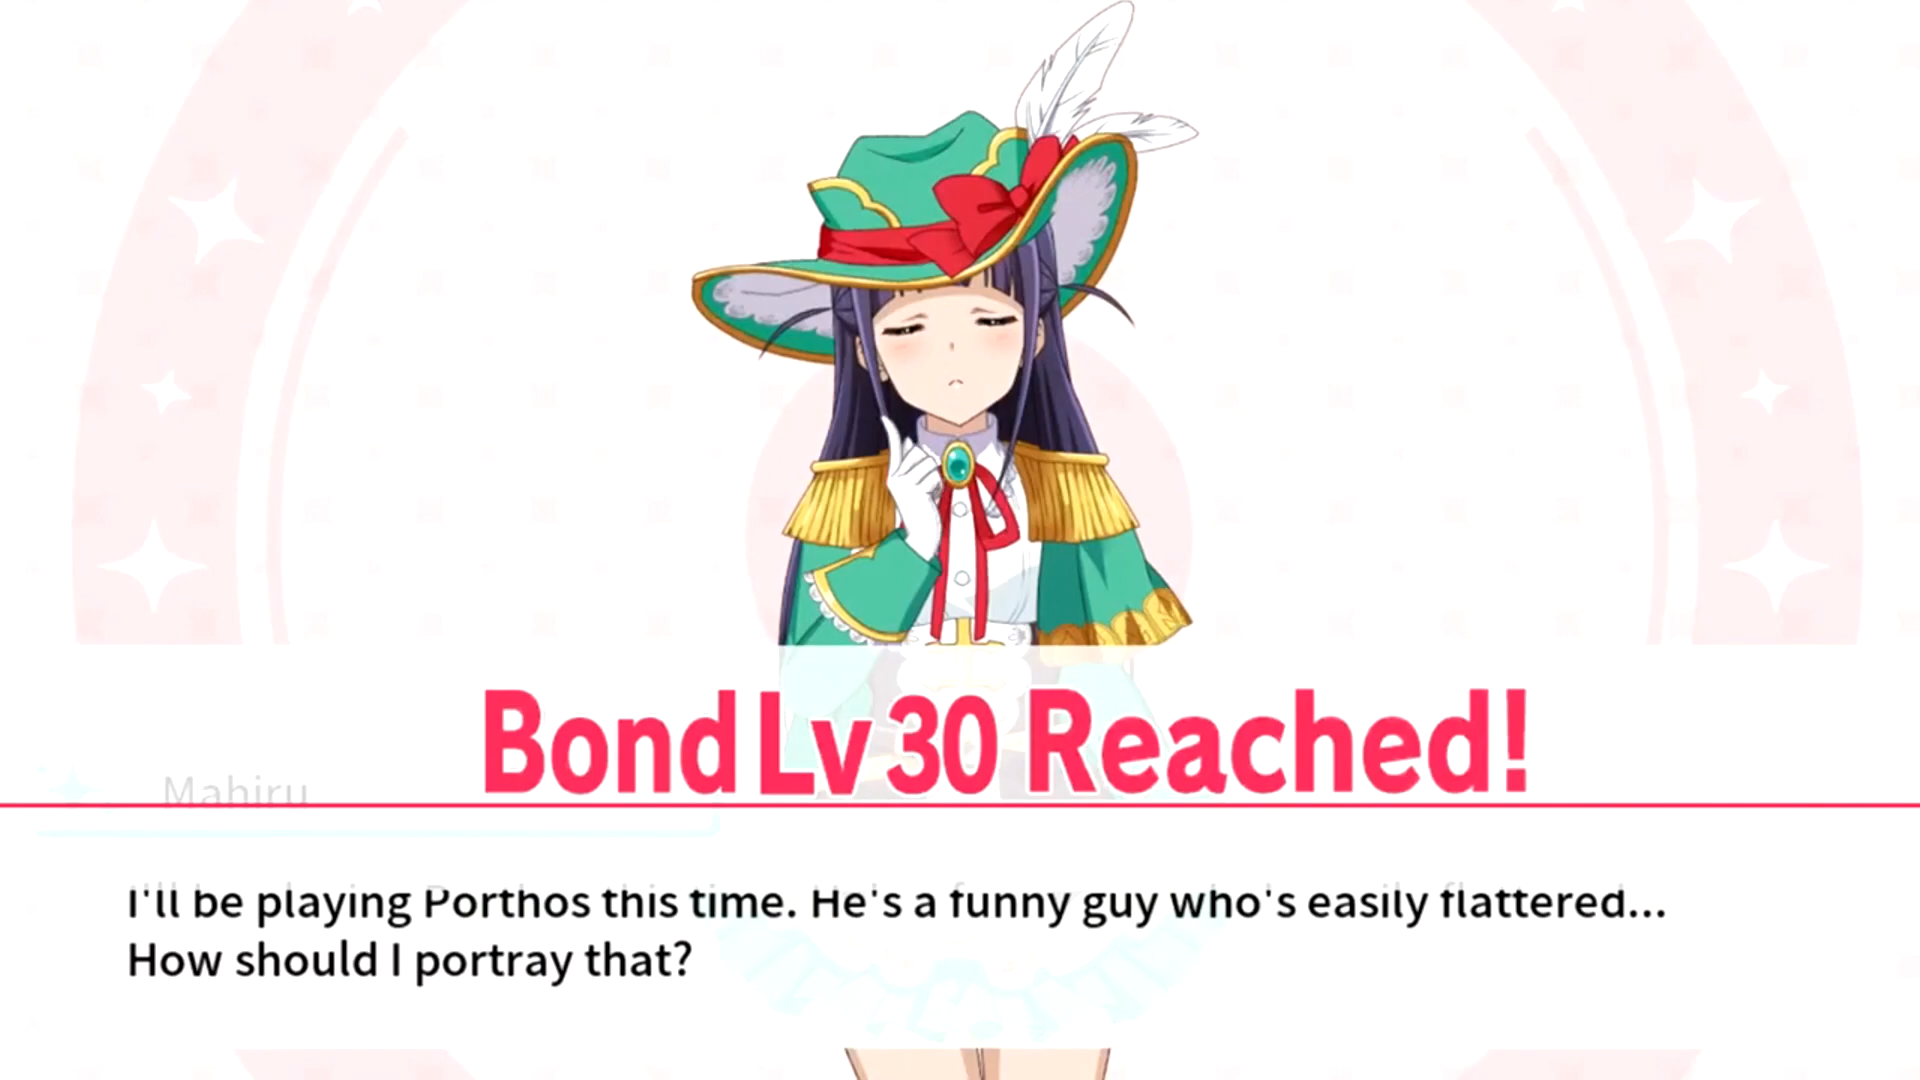 Bond Lv 30 Reached!
Mahiru
I'll be playing Porthos this time. He's a funny guy who's easily flattered...
How should I portray that?